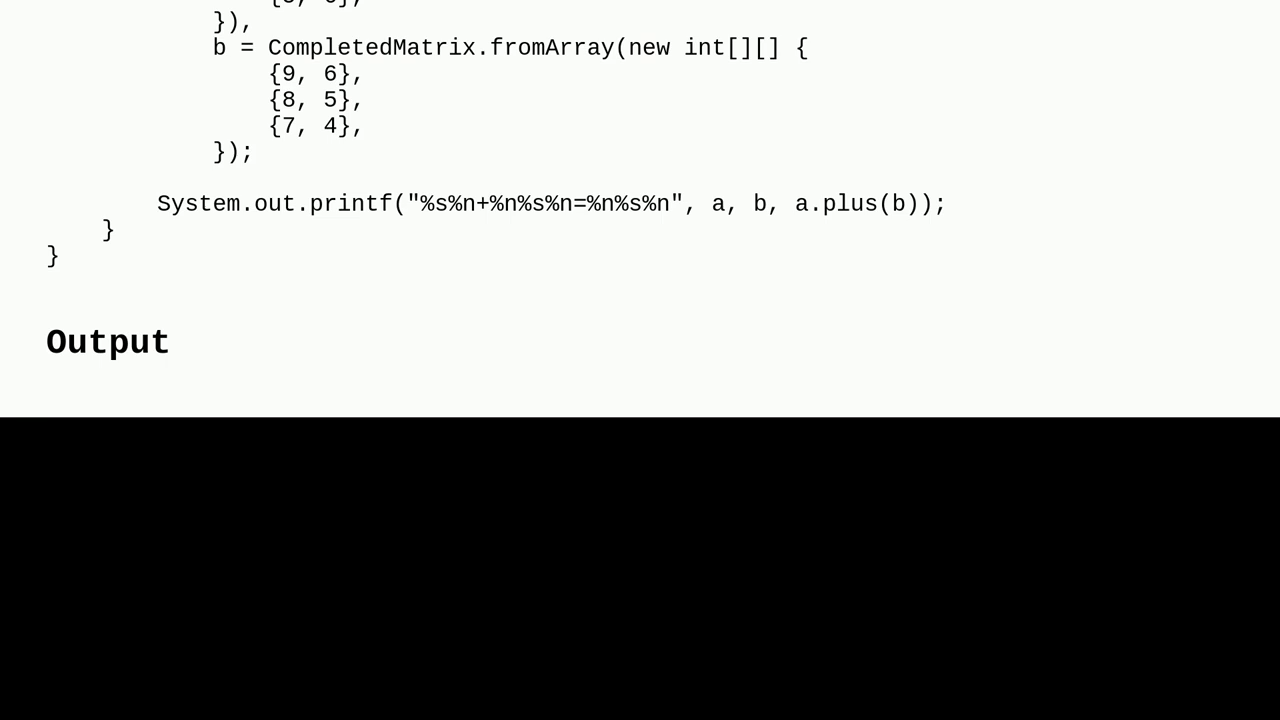 }),
b = CompletedMatrix.fromArray(new int[][] {
{9, 6},
{8, 5},
{7, 4},
});
System.out.printf("%s%n+%n%s%n=%n%s%n", a, b, a.plus(b));
}
}
Output